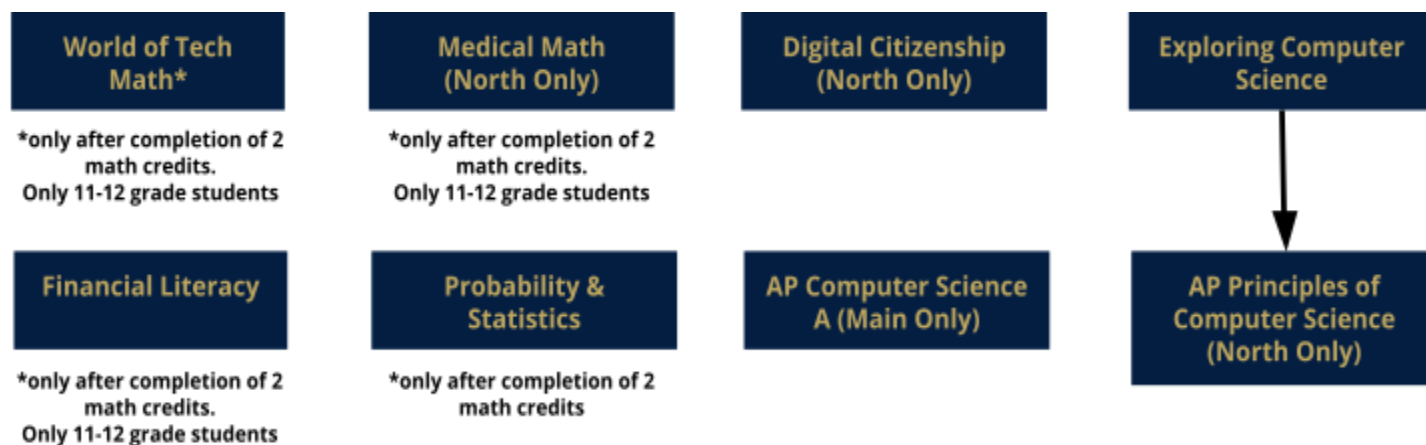 World of Tech
Math*
*only after completion of 2
math credits.
Only 11-12 grade students
Medical Math
(North Only)
*only after completion of 2
math credits.
Only 11-12 grade students
Digital Citizenship
(North Only)
Exploring Computer
Science
Financial Literacy
*only after completion of 2
math credits.
Only 11-12 grade students
Probability &
Statistics
*only after completion of 2
math credits
AP Computer Science
A (Main Only)
AP Principles of
Computer Science
(North Only)